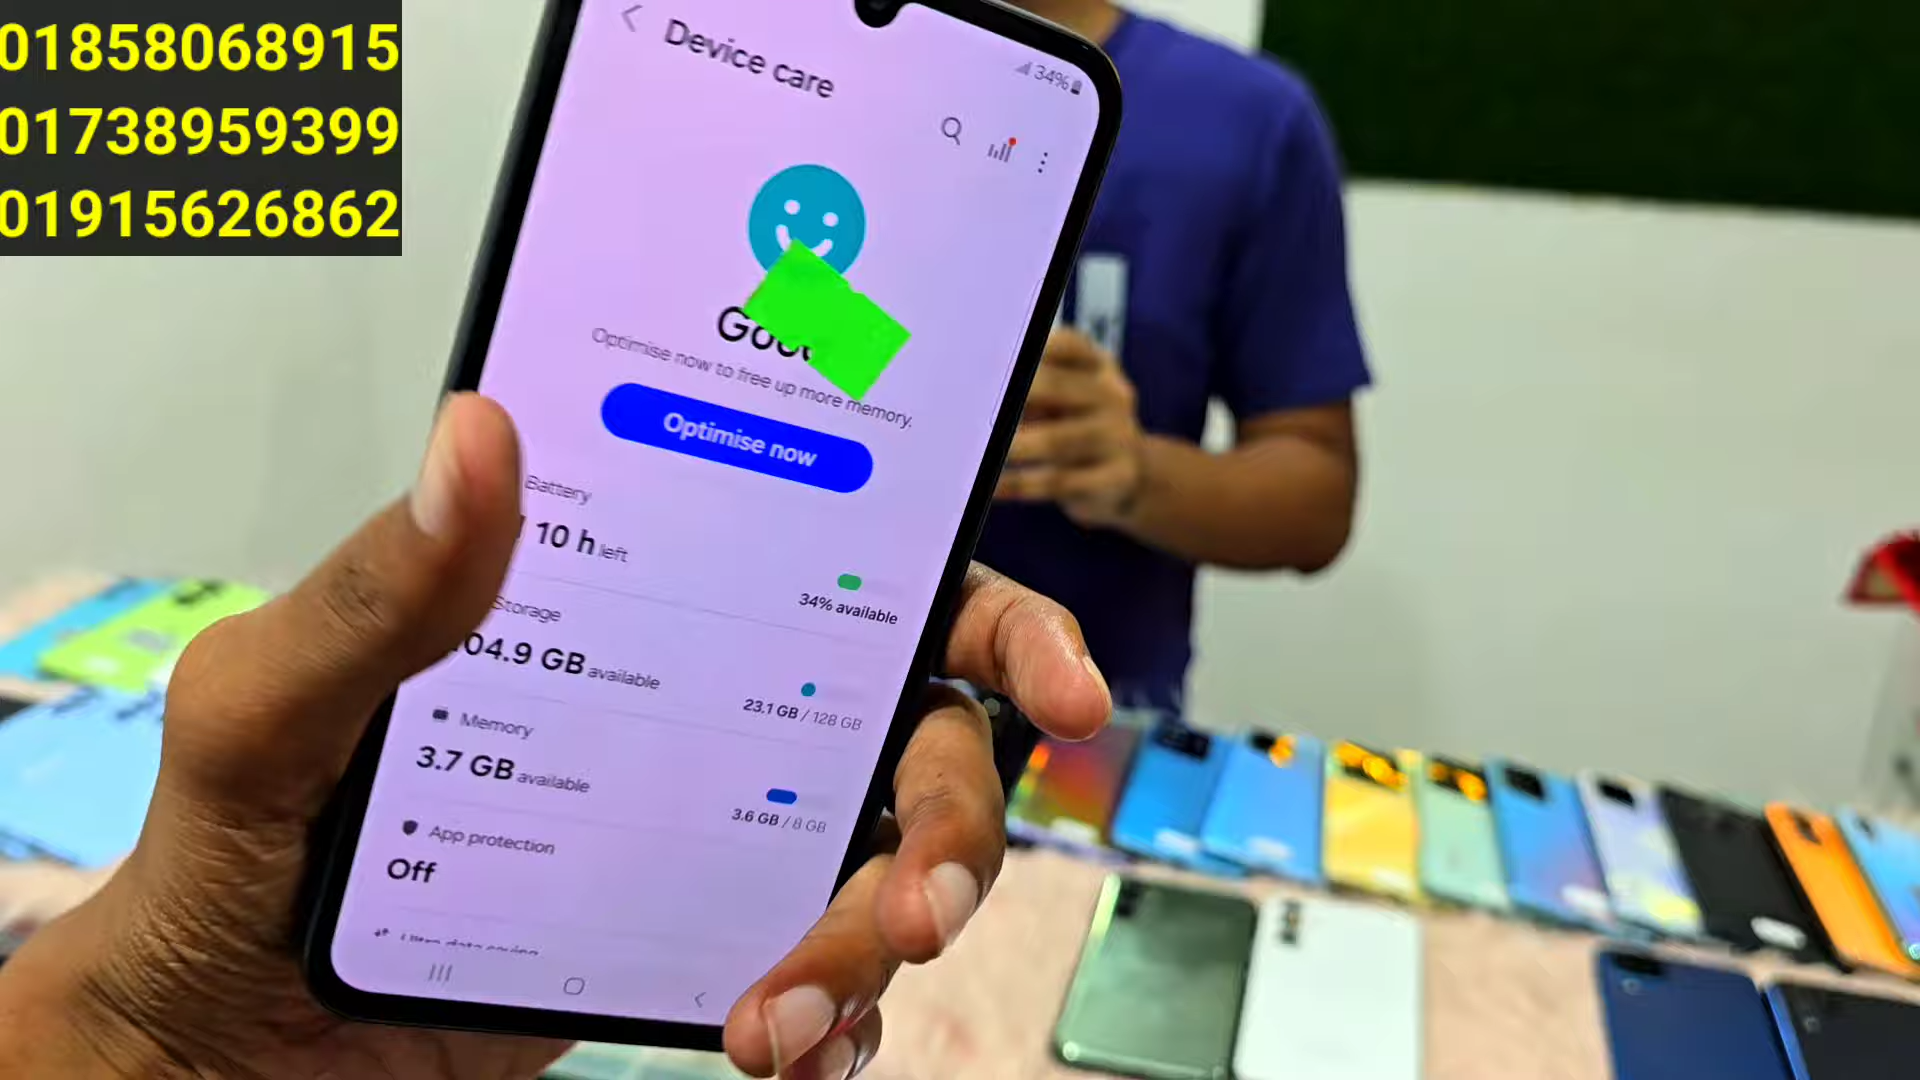 01858068915
01738959399
01915626862
Device care
34%
Optimise now to free up more memory.
Optimise now
Battery
10 h left
34% available
Storage
04.9 GB available
23.1 GB / 128 GB
Memory
3.7 GB available
3.6 GB / 8 GB
App protection
Off